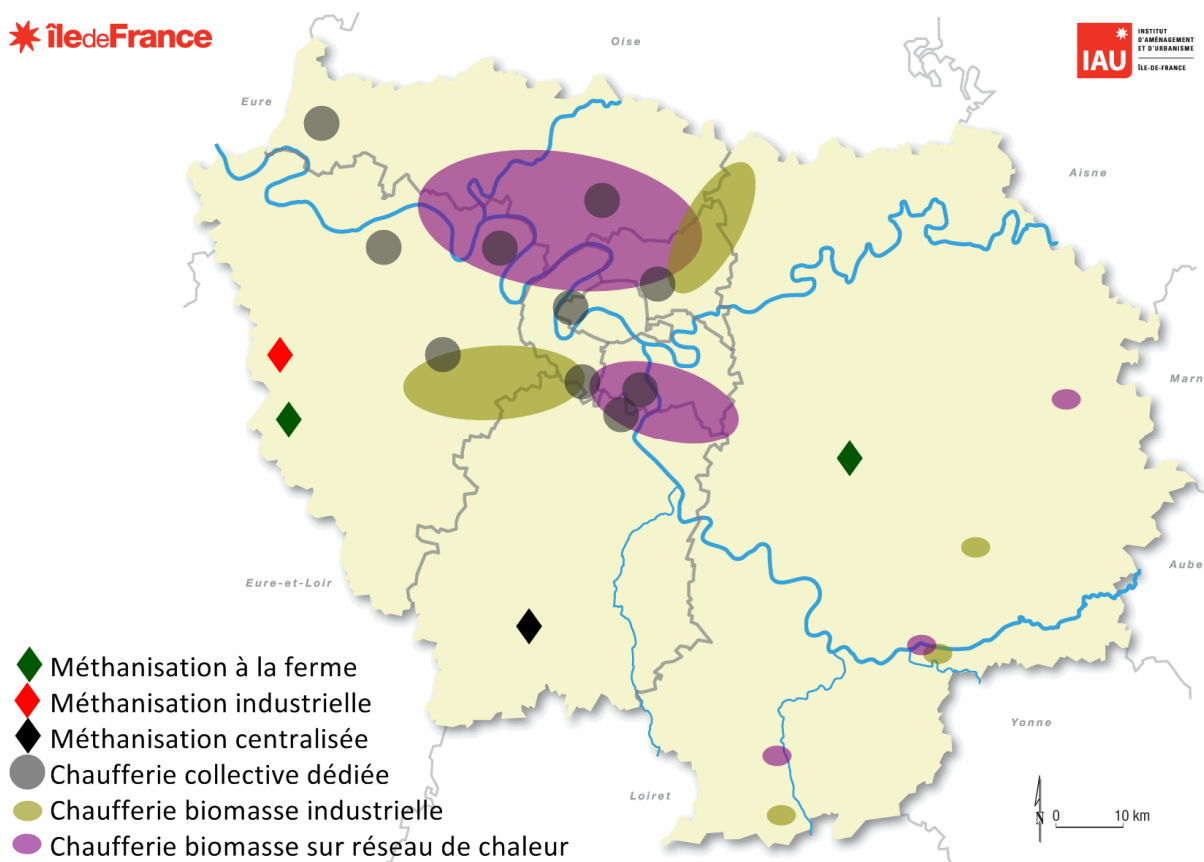 îledeFrance
Oise
IAU
INSTITUT
D'AMÉNAGEMENT
ET D'URBANISME
ÎLE-DE-FRANCE
Eure
Aisne
Marn
Eure-et-Loir
Aube
Méthanisation à la ferme
Méthanisation industrielle
Méthanisation centralisée
Chaufferie collective dédiée
Chaufferie biomasse industrielle
Chaufferie biomasse sur réseau de chaleur
Yonne
Loiret
N 0 10 km